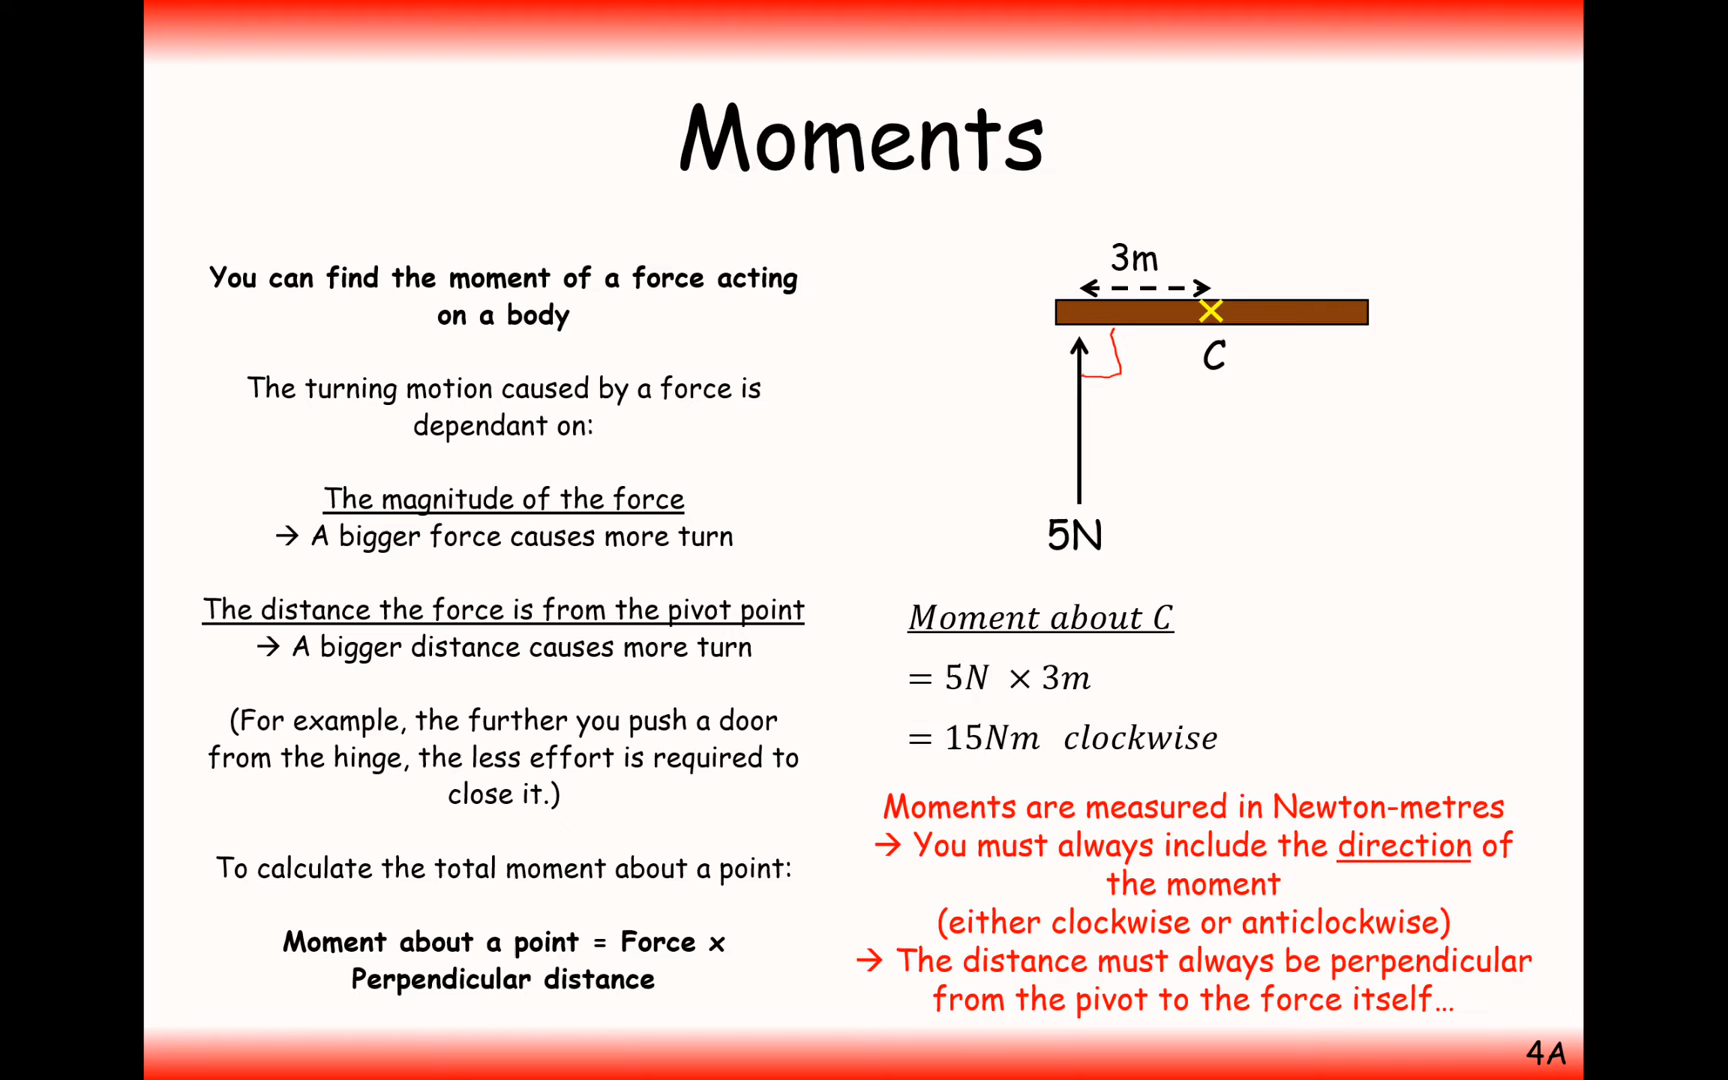 Moments
You can find the moment of a force acting
on a body
The turning motion caused by a force is
dependant on:
The magnitude of the force
→ A bigger force causes more turn
The distance the force is from the pivot point
→ A bigger distance causes more turn
(For example, the further you push a door
from the hinge, the less effort is required to
close it.)
To calculate the total moment about a point:
Moment about a point = Force x
Perpendicular distance
3m
C
5N
Moment about C
= 5N × 3m
= 15Nm clockwise
Moments are measured in Newton-metres
→ You must always include the direction of
the moment
(either clockwise or anticlockwise)
→ The distance must always be perpendicular
from the pivot to the force itself…
4A